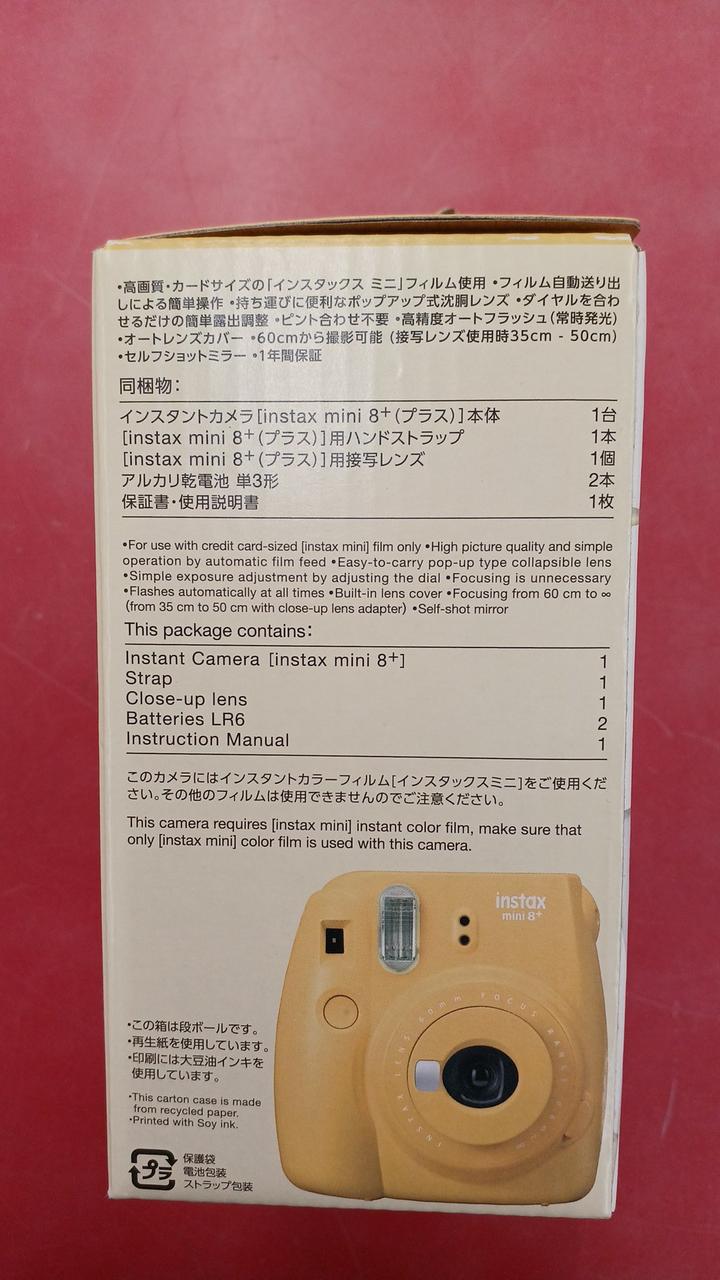 •高画質・カードサイズの「インスタックス ミニ」フィルム使用 •フィルム自動送り出
しによる簡単操作 •持ち運びに便利なポップアップ式沈胴レンズ •ダイヤルを合わ
せるだけの簡単露出調整 •ピント合わせ不要 •高精度オートフラッシュ(常時発光)
•オートレンズカバー •60cmから撮影可能 (接写レンズ使用時35cm - 50cm)
•セルフショットミラー •1年間保証
同梱物:
インスタントカメラ[instax mini 8+(プラス)]本体 1台
[instax mini 8+(プラス)]用ハンドストラップ 1本
[instax mini 8+(プラス)]用接写レンズ 1個
アルカリ乾電池 単3形 2本
保証書・使用説明書 1枚
•For use with credit card-sized [instax mini] film only •High picture quality and simple
operation by automatic film feed •Easy-to-carry pop-up type collapsible lens
•Simple exposure adjustment by adjusting the dial •Focusing is unnecessary
•Flashes automatically at all times •Built-in lens cover •Focusing from 60 cm to ∞
(from 35 cm to 50 cm with close-up lens adapter) •Self-shot mirror
This package contains:
Instant Camera [instax mini 8+] 1
Strap 1
Close-up lens 1
Batteries LR6 2
Instruction Manual 1
このカメラにはインスタントカラーフィルム[インスタックスミニ]をご使用くだ
さい。その他のフィルムは使用できませんのでご注意ください。
This camera requires [instax mini] instant color film, make sure that
only [instax mini] color film is used with this camera.
instax
mini 8+
INSTAX LENS 60mm FOCUS RANGE
•この箱は段ボールです。
•再生紙を使用しています。
•印刷には大豆油インキを
使用しています。
•This carton case is made
from recycled paper.
•Printed with Soy ink.
プラ
保護袋
電池包装
ストラップ包装